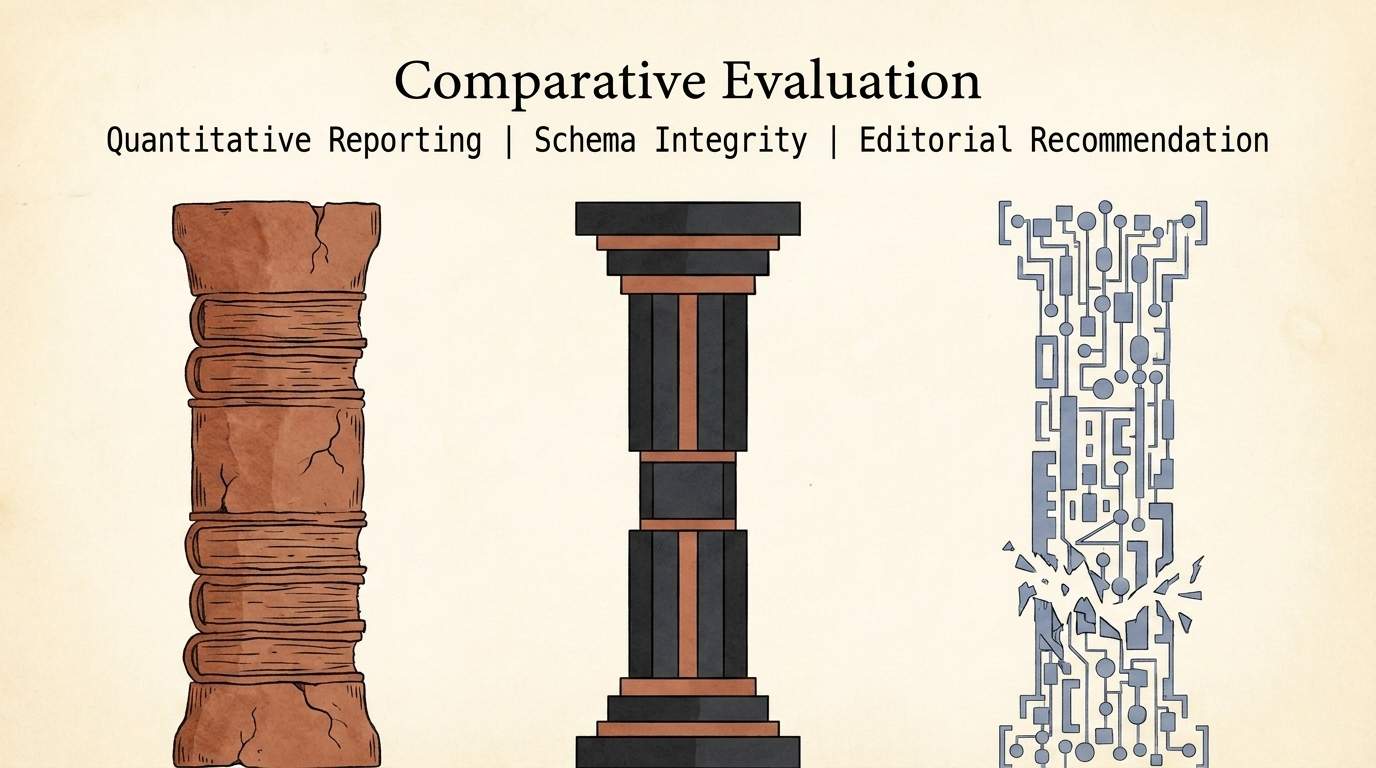 Comparative Evaluation
Quantitative Reporting | Schema Integrity | Editorial Recommendation